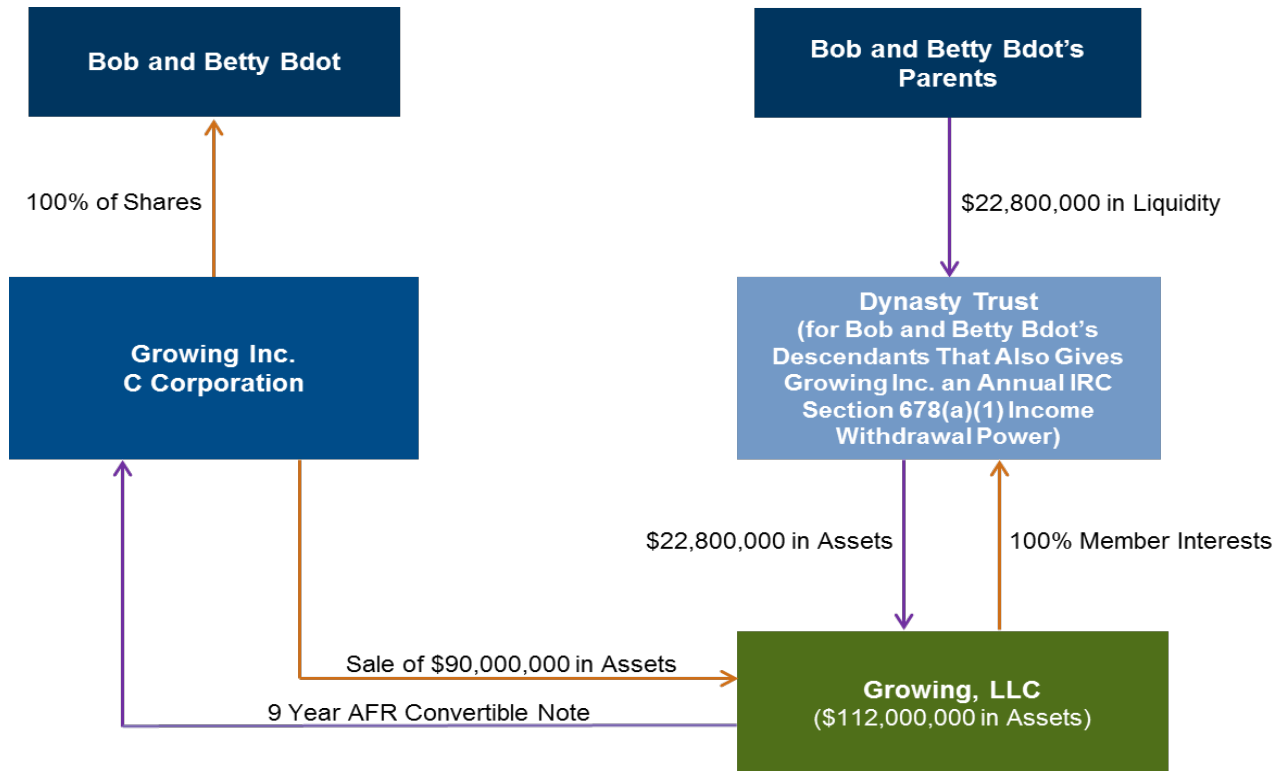 Bob and Betty Bdot
Bob and Betty Bdot’s
Parents
100% of Shares
$22,800,000 in Liquidity
Growing Inc.
C Corporation
Dynasty Trust
(for Bob and Betty Bdot’s
Descendants That Also Gives
Growing Inc. an Annual IRC
Section 678(a)(1) Income
Withdrawal Power)
$22,800,000 in Assets
100% Member Interests
Sale of $90,000,000 in Assets
9 Year AFR Convertible Note
Growing, LLC
($112,000,000 in Assets)